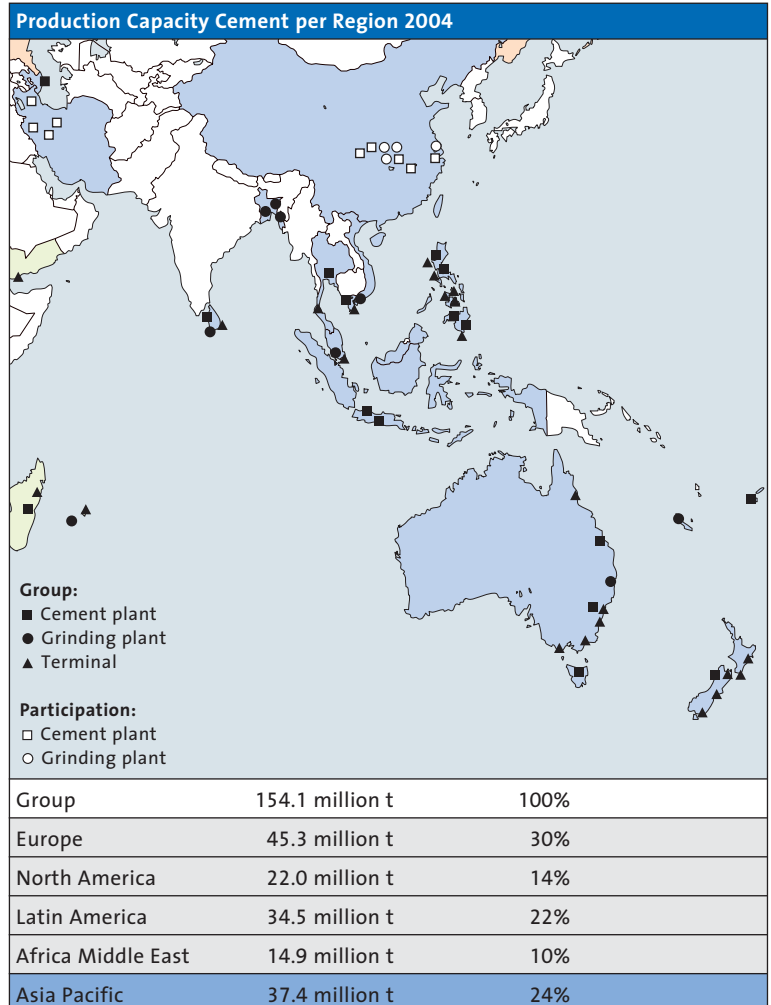 Production Capacity Cement per Region 2004
Group:
Cement plant
Grinding plant
Terminal
Participation:
Cement plant
Grinding plant
Group 154.1 million t 100%
Europe 45.3 million t 30%
North America 22.0 million t 14%
Latin America 34.5 million t 22%
Africa Middle East 14.9 million t 10%
Asia Pacific 37.4 million t 24%